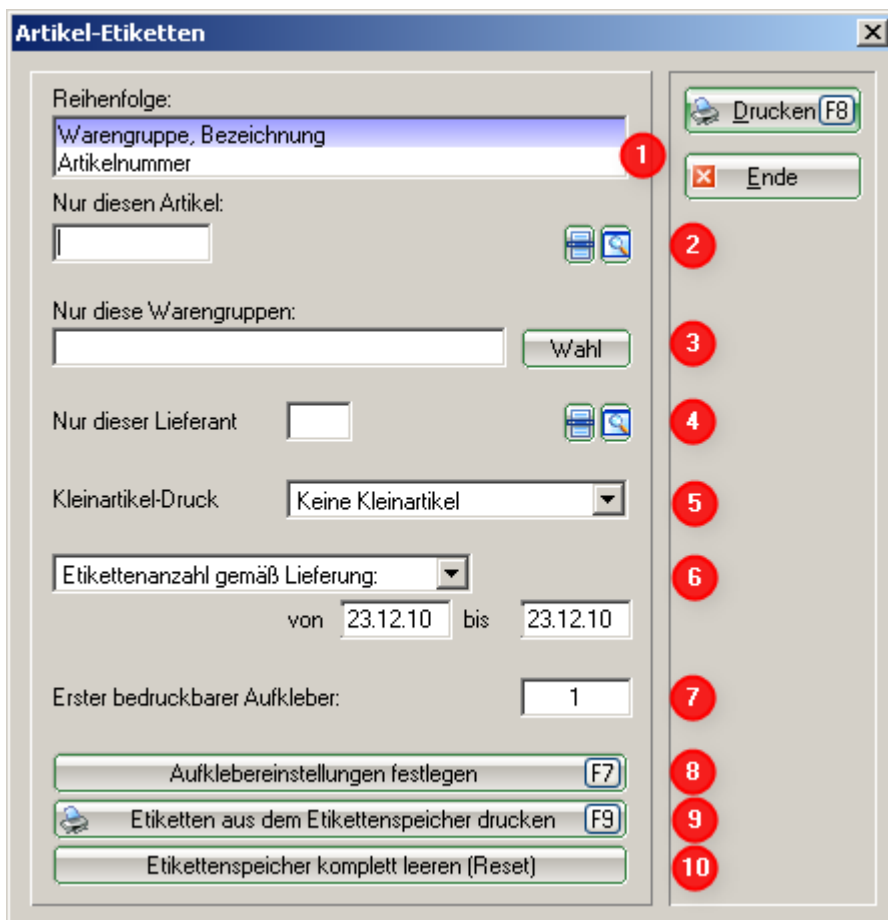 Artikel-Etiketten
Reihenfolge:
Warengruppe, Bezeichnung
Artikelnummer
1
Drucken F8
Ende
Nur diesen Artikel:
2
Nur diese Warengruppen:
Wahl
3
Nur dieser Lieferant
4
Kleinartikel-Druck Keine Kleinartikel
5
Etikettenanzahl gemäß Lieferung:
6
von 23.12.10 bis 23.12.10
Erster bedruckbarer Aufkleber: 1
7
Aufklebereinstellungen festlegen F7
8
Etiketten aus dem Etikettenspeicher drucken F9
9
Etikettenspeicher komplett leeren (Reset)
10